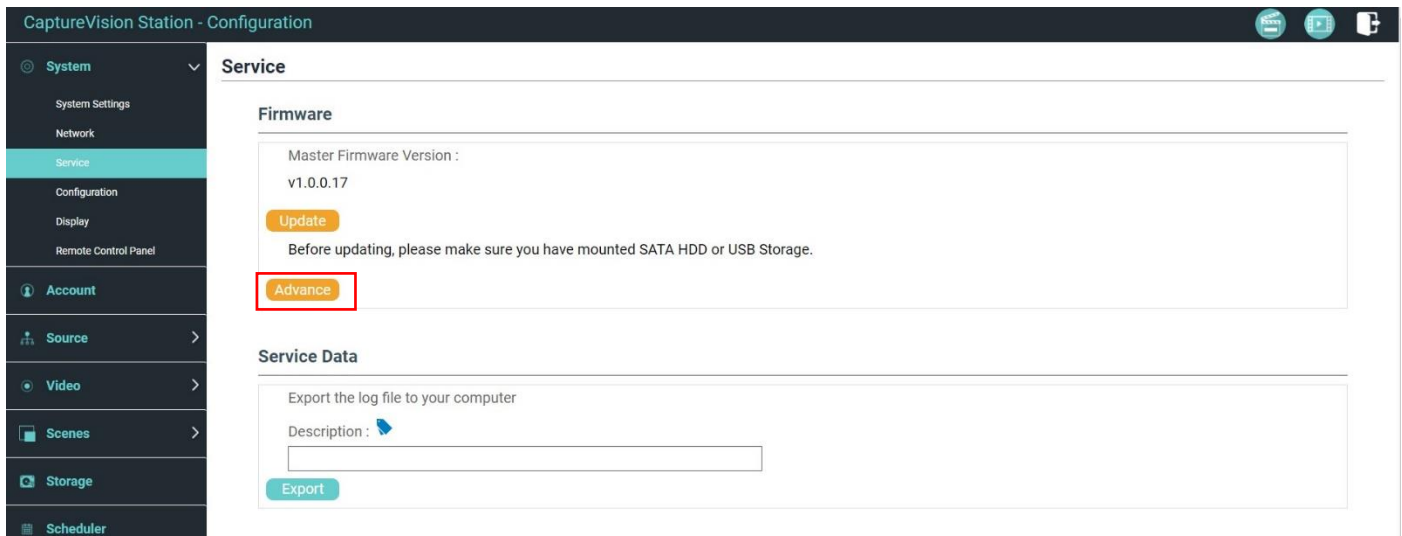 CaptureVision Station - Configuration
System
System Settings
Network
Service
Configuration
Display
Remote Control Panel
Account
Source
Video
Scenes
Storage
Scheduler
Service
Firmware
Master Firmware Version :
v1.0.0.17
Update
Before updating, please make sure you have mounted SATA HDD or USB Storage.
Advance
Service Data
Export the log file to your computer
Description :
Export